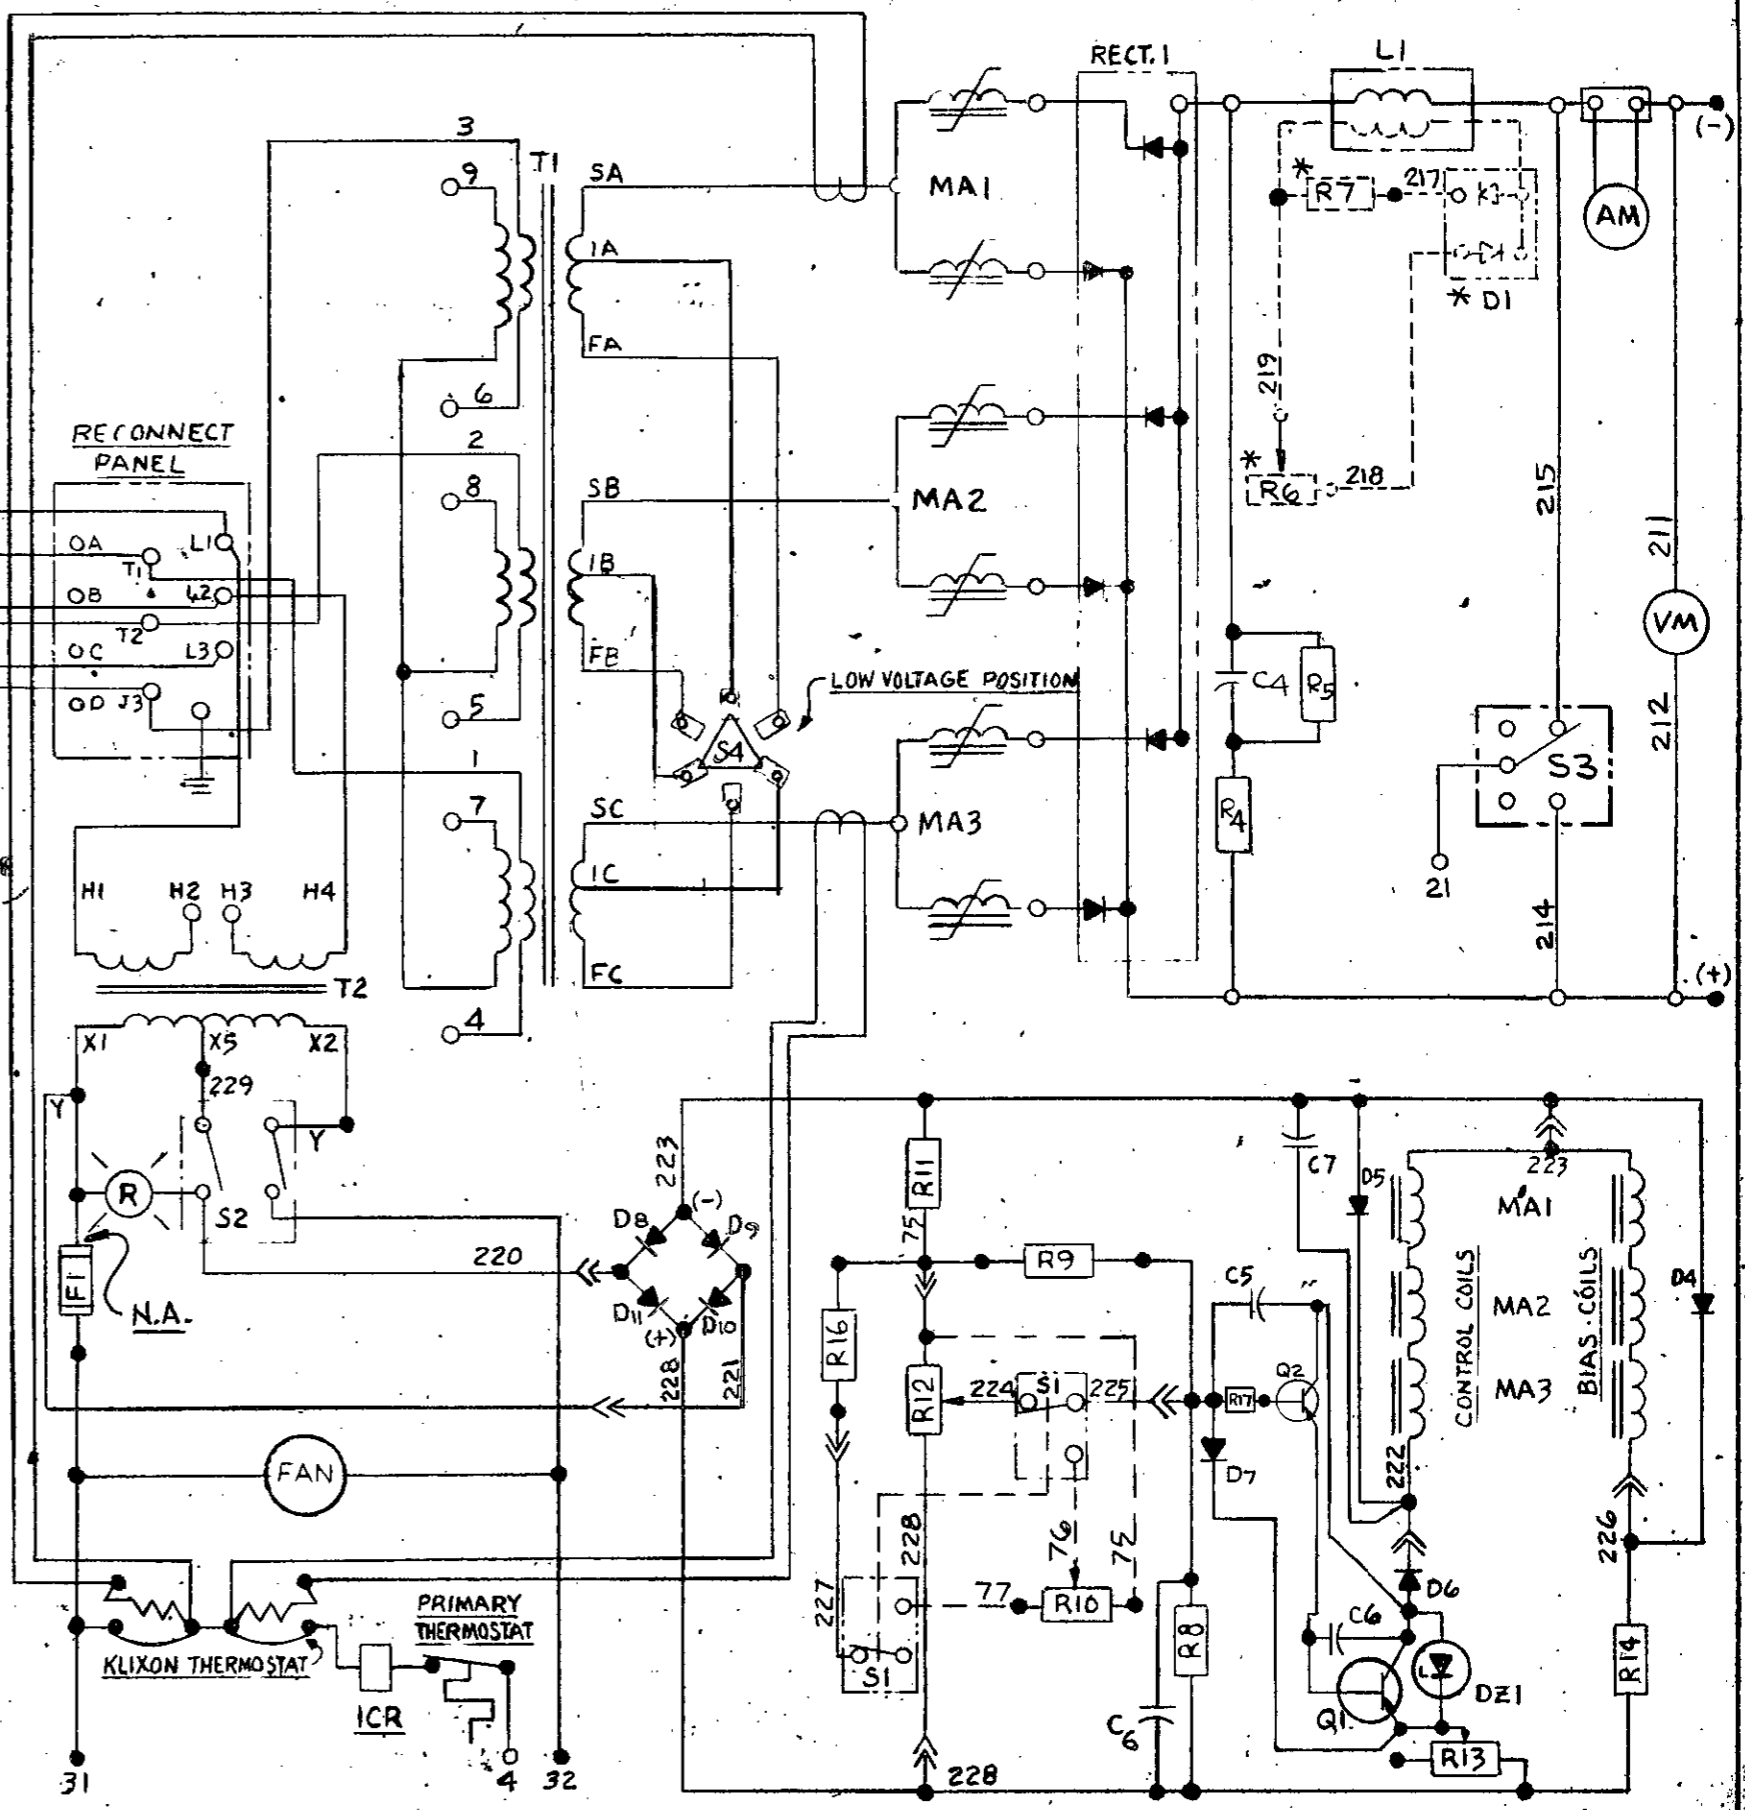 RECT.1
L1
3
T1
9
SA
MA1
(-)
*
R7
217
AM
1A
* D1
FA
219
6
2
RECONNECT
PANEL
8
SB
MA2
*
R6
218
215
211
OA
L1
T1
1B
OB
L2
T2
VM
OC
L3
FB
LOW VOLTAGE POSITION
C4
R5
OD
J3
5
S4
212
1
S3
7
SC
MA3
R4
1C
H1
H2
H3
H4
21
214
FC
(+)
T2
4
X1
X5
X2
229
Y
Y
223
R11
C7
D5
223
R
S2
D8
(-)
D9
75
MA1
220
R9
C5
CONTROL COILS
BIAS COILS
D4
F1
N.A.
D11
(+)
D10
R16
MA2
228
221
R12
224
S1
225
R17
Q2
MA3
FAN
D7
222
228
76
75
226
227
77
R10
D6
PRIMARY
THERMOSTAT
R8
C6
KLIXON THERMOSTAT
S1
R14
DZ1
1CR
C6
Q1
R13
31
4
32
228